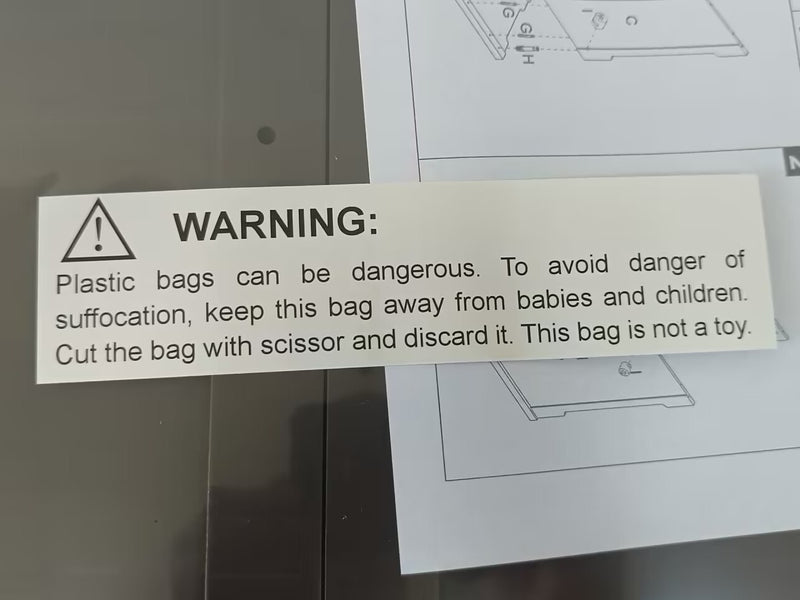 G
I
C
G
H
WARNING:
Plastic bags can be dangerous. To avoid danger of
suffocation, keep this bag away from babies and children.
Cut the bag with scissor and discard it. This bag is not a toy.